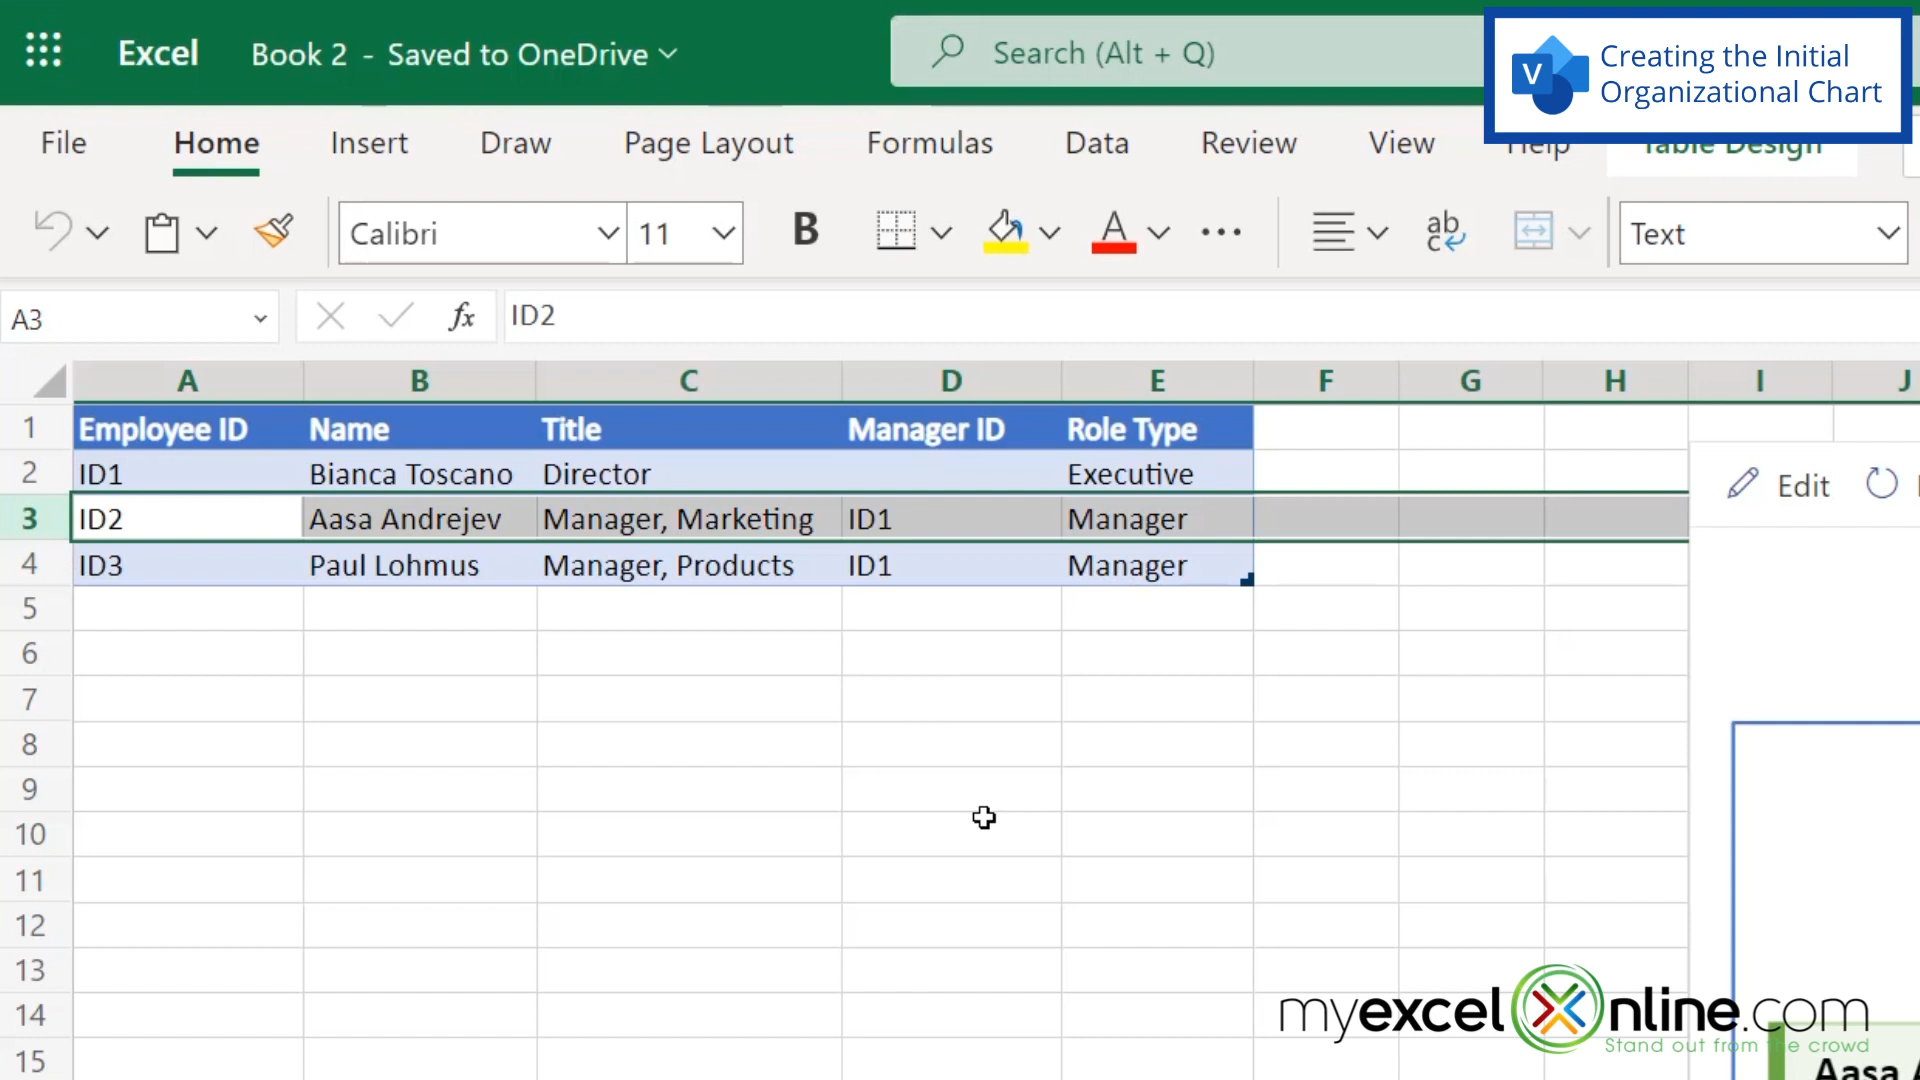 Excel Book 2 - Saved to OneDrive Search (Alt + Q)
V Creating the Initial
Organizational Chart
File Home Insert Draw Page Layout Formulas Data Review View Help Table Design
Calibri 11 B A ab c Text
A3 fx ID2
A B C D E F G H I J
1 Employee ID Name Title Manager ID Role Type
2 ID1 Bianca Toscano Director Executive
Edit
3 ID2 Aasa Andrejev Manager, Marketing ID1 Manager
4 ID3 Paul Lohmus Manager, Products ID1 Manager
5
6
7
8
9
10
11
12
13
14
15
myexcelonline.com
Stand out from the crowd
Aasa